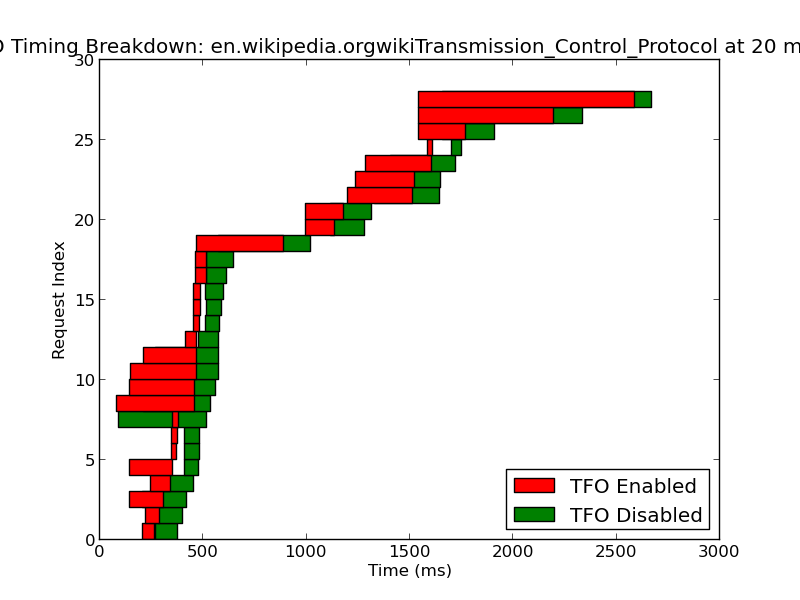 Timing Breakdown: en.wikipedia.orgwikiTransmission_Control_Protocol at 20 m
30
25
20
15
10
5
0
Request Index
TFO Enabled
TFO Disabled
0 500 1000 1500 2000 2500 3000
Time (ms)